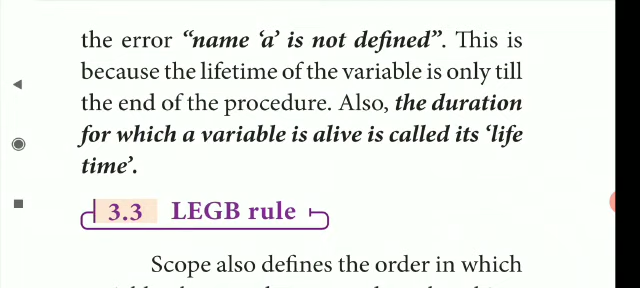 the error “name ‘a’ is not defined”. This is
because the lifetime of the variable is only till
the end of the procedure. Also, the duration
for which a variable is alive is called its ‘life
time’.
3.3 LEGB rule
Scope also defines the order in which